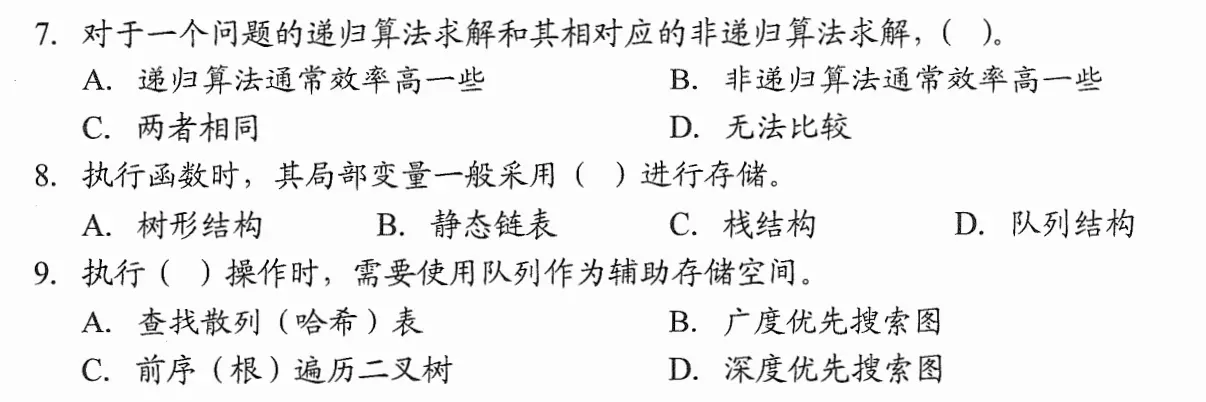 7. 对于一个问题的递归算法求解和其相对应的非递归算法求解，（ ）。
A. 递归算法通常效率高一些 B. 非递归算法通常效率高一些
C. 两者相同 D. 无法比较
8. 执行函数时，其局部变量一般采用（ ）进行存储。
A. 树形结构 B. 静态链表 C. 栈结构 D. 队列结构
9. 执行（ ）操作时，需要使用队列作为辅助存储空间。
A. 查找散列（哈希）表 B. 广度优先搜索图
C. 前序（根）遍历二叉树 D. 深度优先搜索图